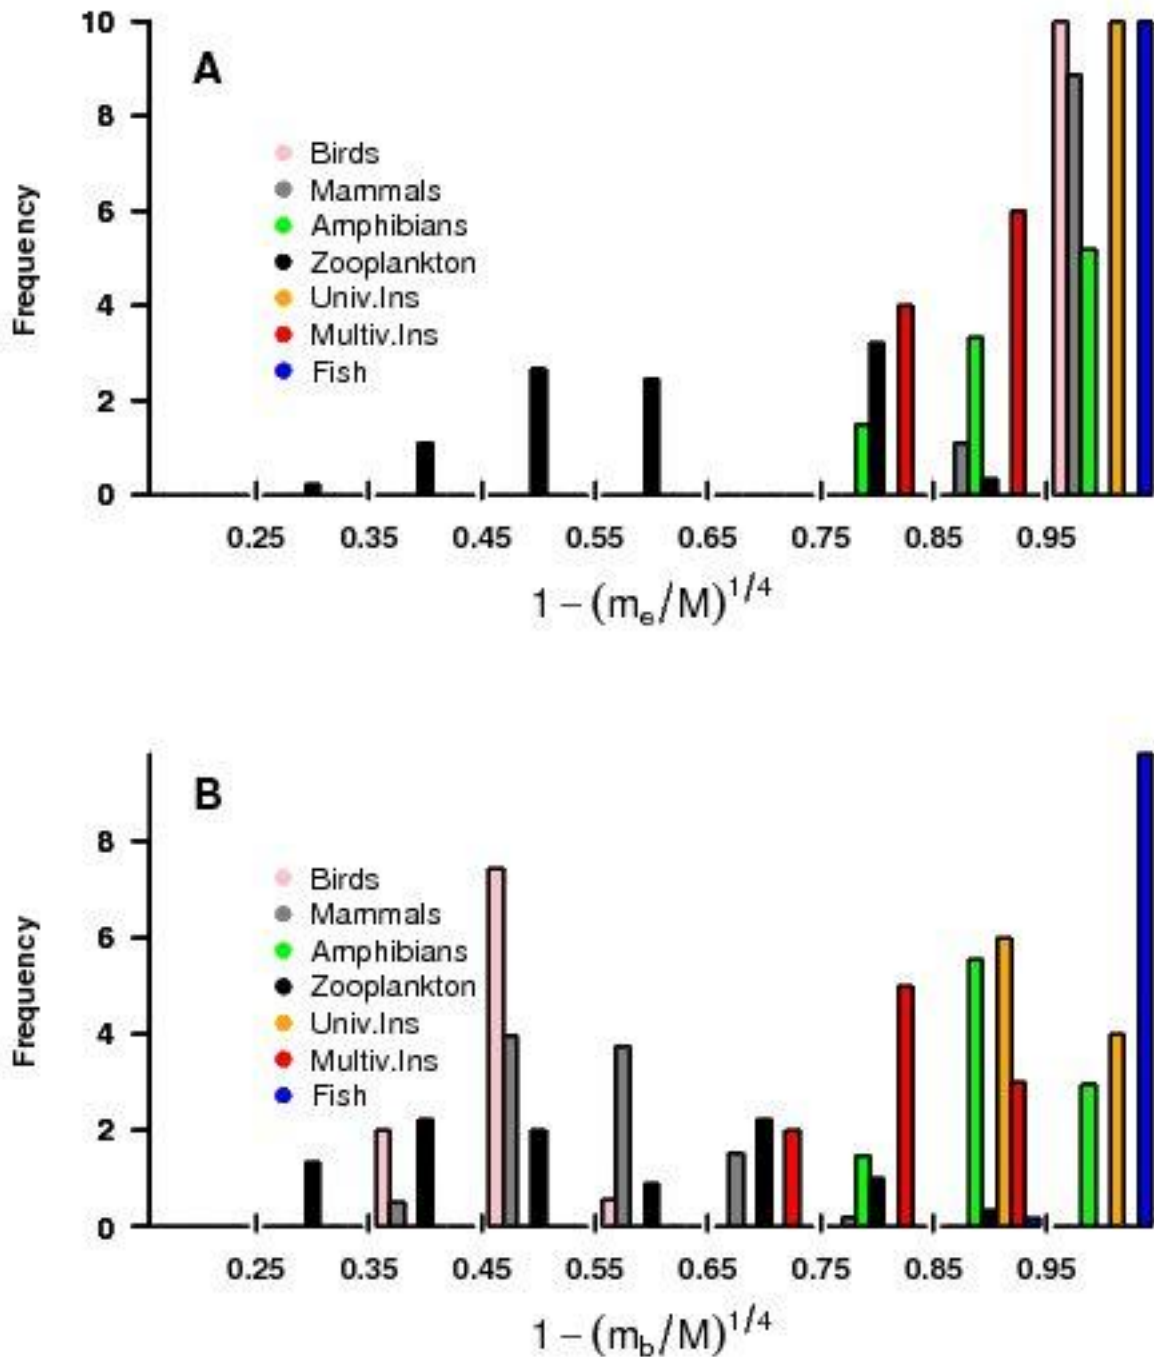 A
10
8
6
4
2
0
Frequency
Birds
Mammals
Amphibians
Zooplankton
Univ.Ins
Multiv.Ins
Fish
0.25 0.35 0.45 0.55 0.65 0.75 0.85 0.95
1 − (mₑ/M)^1/4
B
8
6
4
2
0
Frequency
Birds
Mammals
Amphibians
Zooplankton
Univ.Ins
Multiv.Ins
Fish
0.25 0.35 0.45 0.55 0.65 0.75 0.85 0.95
1 − (m_b/M)^1/4